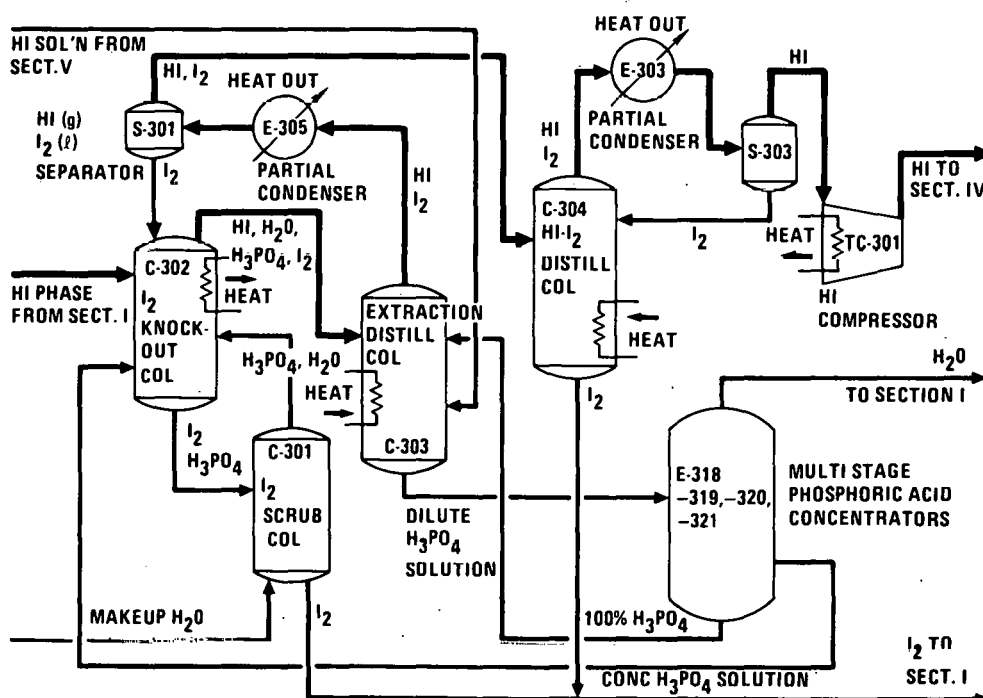 HI SOL'N FROM
SECT. V
HI, I2
HEAT OUT
E-305
PARTIAL
CONDENSER
S-301
HI (g)
I2 (ℓ)
SEPARATOR
I2
HI
I2
HEAT OUT
E-303
PARTIAL
CONDENSER
HI
I2
HI
S-303
I2
HI TO
SECT. IV
HEAT
TC-301
HI
COMPRESSOR
C-304
HI-I2
DISTILL
COL
HEAT
I2
HI, H2O,
H3PO4, I2
C-302
HEAT
HI PHASE
FROM SECT. I
I2
KNOCK-
OUT
COL
H3PO4, H2O
EXTRACTION
DISTILL
COL
HEAT
C-303
I2
H3PO4
C-301
I2
SCRUB
COL
DILUTE
H3PO4
SOLUTION
H2O
TO SECTION I
E-318
-319,-320,
-321
MULTI STAGE
PHOSPHORIC ACID
CONCENTRATORS
MAKEUP H2O
I2
100% H3PO4
CONC H3PO4 SOLUTION
I2 TO
SECT. I